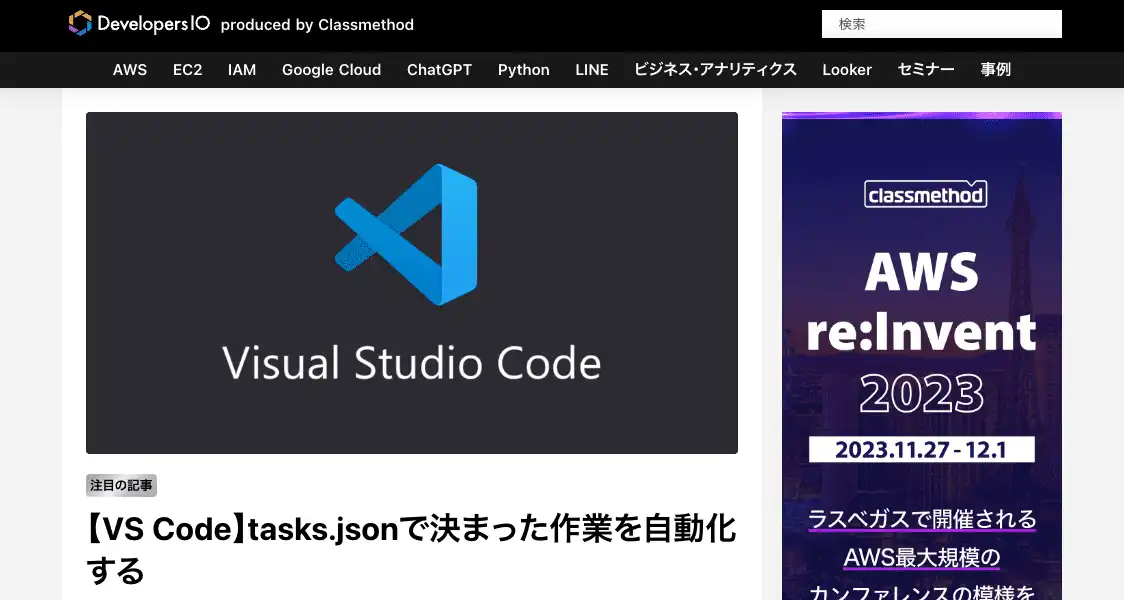 DevelopersIO produced by Classmethod
検索
AWS EC2 IAM Google Cloud ChatGPT Python LINE ビジネス・アナリティクス Looker セミナー 事例
Visual Studio Code
注目の記事
【VS Code】tasks.jsonで決まった作業を自動化
する
classmethod
AWS
re:Invent
2023
2023.11.27 - 12.1
ラスベガスで開催される
AWS最大規模の
カンファレンスの模様を